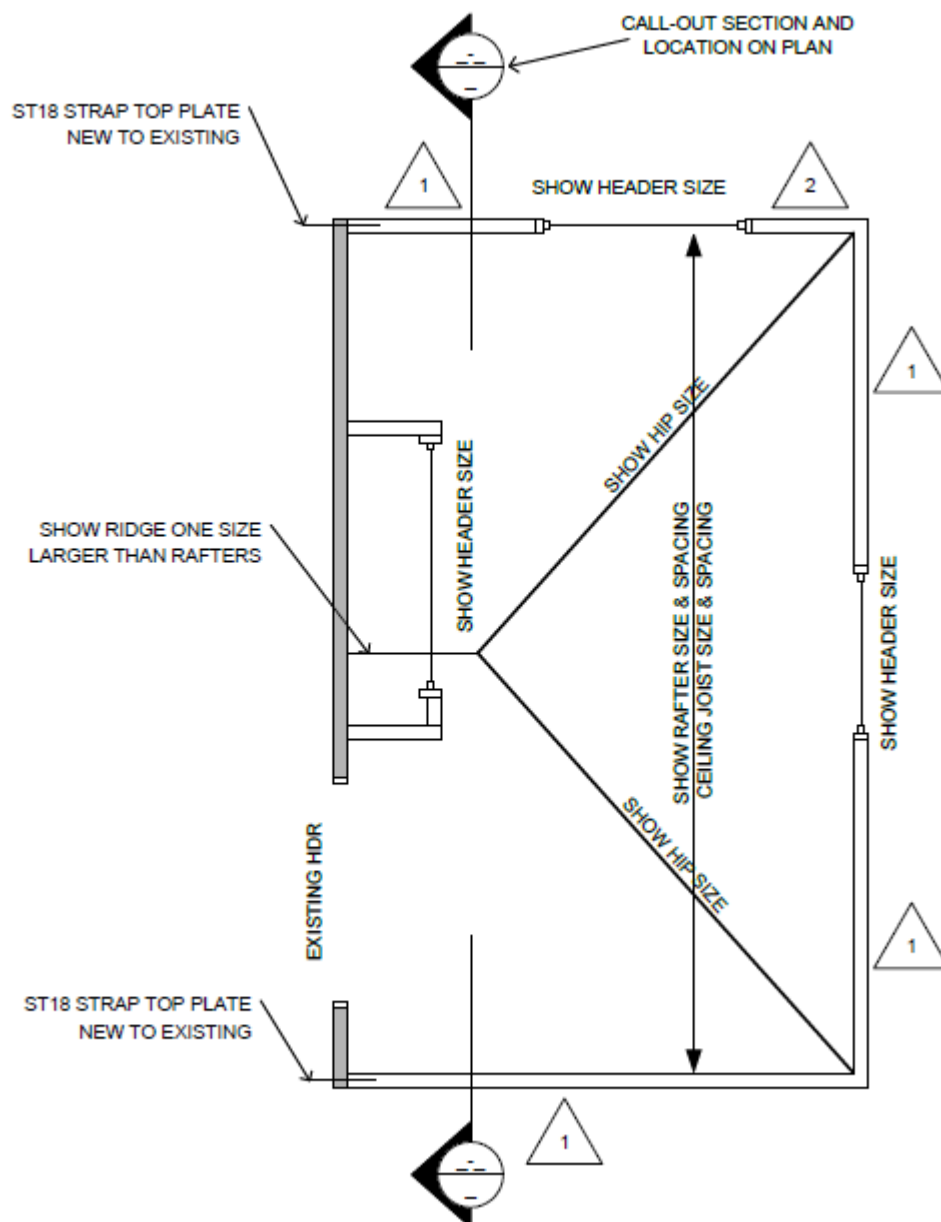 CALL-OUT SECTION AND
LOCATION ON PLAN
ST18 STRAP TOP PLATE
NEW TO EXISTING
1
SHOW HEADER SIZE
2
1
SHOW HIP SIZE
SHOW HEADER SIZE
SHOW RIDGE ONE SIZE
LARGER THAN RAFTERS
SHOW RAFTER SIZE & SPACING
CEILING JOIST SIZE & SPACING
SHOW HEADER SIZE
SHOW HIP SIZE
EXISTING HDR
1
ST18 STRAP TOP PLATE
NEW TO EXISTING
1